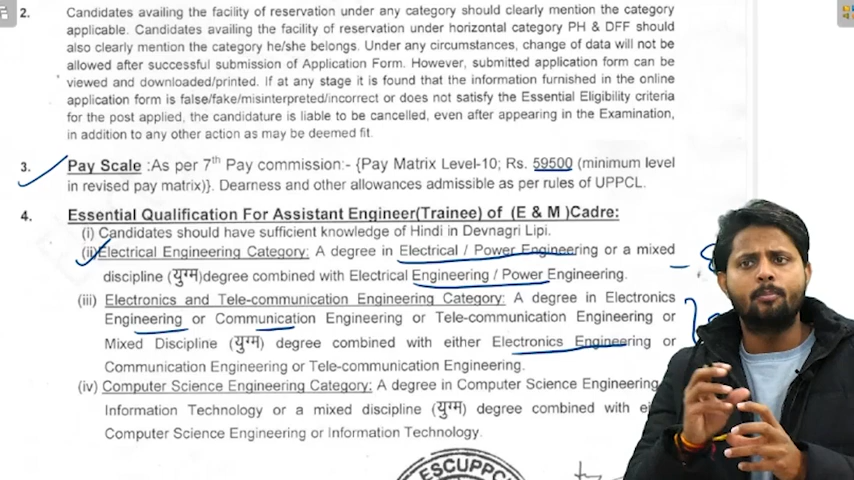 2. Candidates availing the facility of reservation under any category should clearly mention the category
applicable. Candidates availing the facility of reservation under horizontal category PH & DFF should
also clearly mention the category he/she belongs. Under any circumstances, change of data will not be
allowed after successful submission of Application Form. However, submitted application form can be
viewed and downloaded/printed. If at any stage it is found that the information furnished in the online
application form is false/fake/misinterpreted/incorrect or does not satisfy the Essential Eligibility criteria
for the post applied, the candidature is liable to be cancelled, even after appearing in the Examination,
in addition to any other action as may be deemed fit.
3. Pay Scale :As per 7th Pay commission:- {Pay Matrix Level-10; Rs. 59500 (minimum level
in revised pay matrix)}. Dearness and other allowances admissible as per rules of UPPCL.
4. Essential Qualification For Assistant Engineer(Trainee) of (E & M )Cadre:
(i) Candidates should have sufficient knowledge of Hindi in Devnagri Lipi.
(ii) Electrical Engineering Category: A degree in Electrical / Power Engineering or a mixed
discipline (युग्म)degree combined with Electrical Engineering / Power Engineering.
(iii) Electronics and Tele-communication Engineering Category: A degree in Electronics
Engineering or Communication Engineering or Tele-communication Engineering or
Mixed Discipline (युग्म) degree combined with either Electronics Engineering or
Communication Engineering or Tele-communication Engineering.
(iv) Computer Science Engineering Category: A degree in Computer Science Engineering
Information Technology or a mixed discipline (युग्म) degree combined with
Computer Science Engineering or Information Technology.
ESCUPPCL